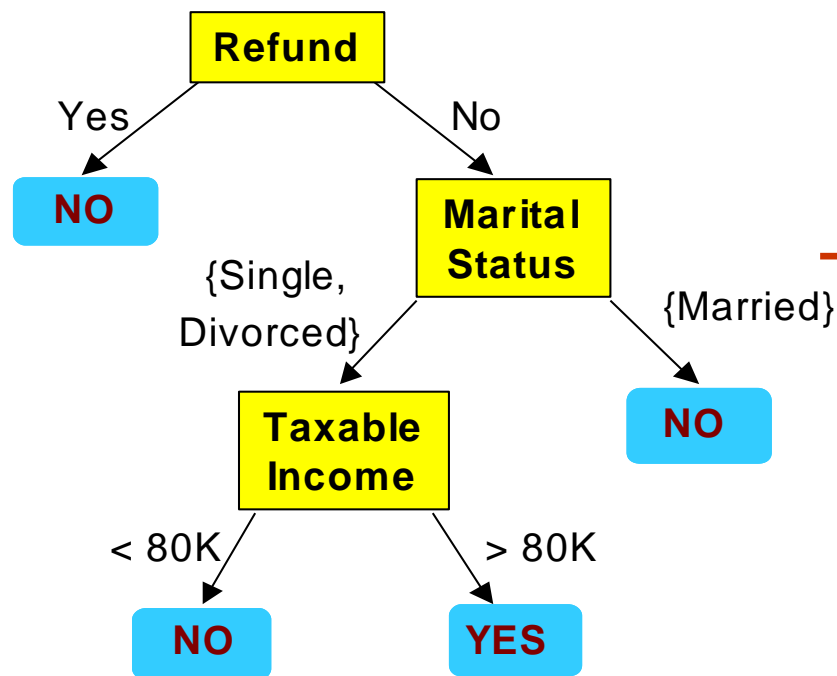 Refund
Yes
No
NO
Marital
Status
{Single,
Divorced}
{Married}
Taxable
Income
NO
< 80K
> 80K
NO
YES